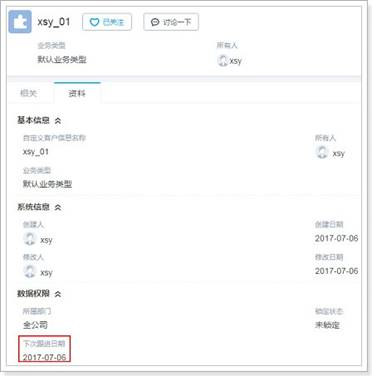 xsy_01 已关注 讨论一下
业务类型 所有人
默认业务类型 xsy
相关 资料
基本信息
自定义客户信息名称 所有人
xsy_01 xsy
业务类型
默认业务类型
系统信息
创建人 创建日期
xsy 2017-07-06
修改人 修改日期
xsy 2017-07-06
数据权限
所属部门 锁定状态
全公司 未锁定
下次跟进日期
2017-07-06